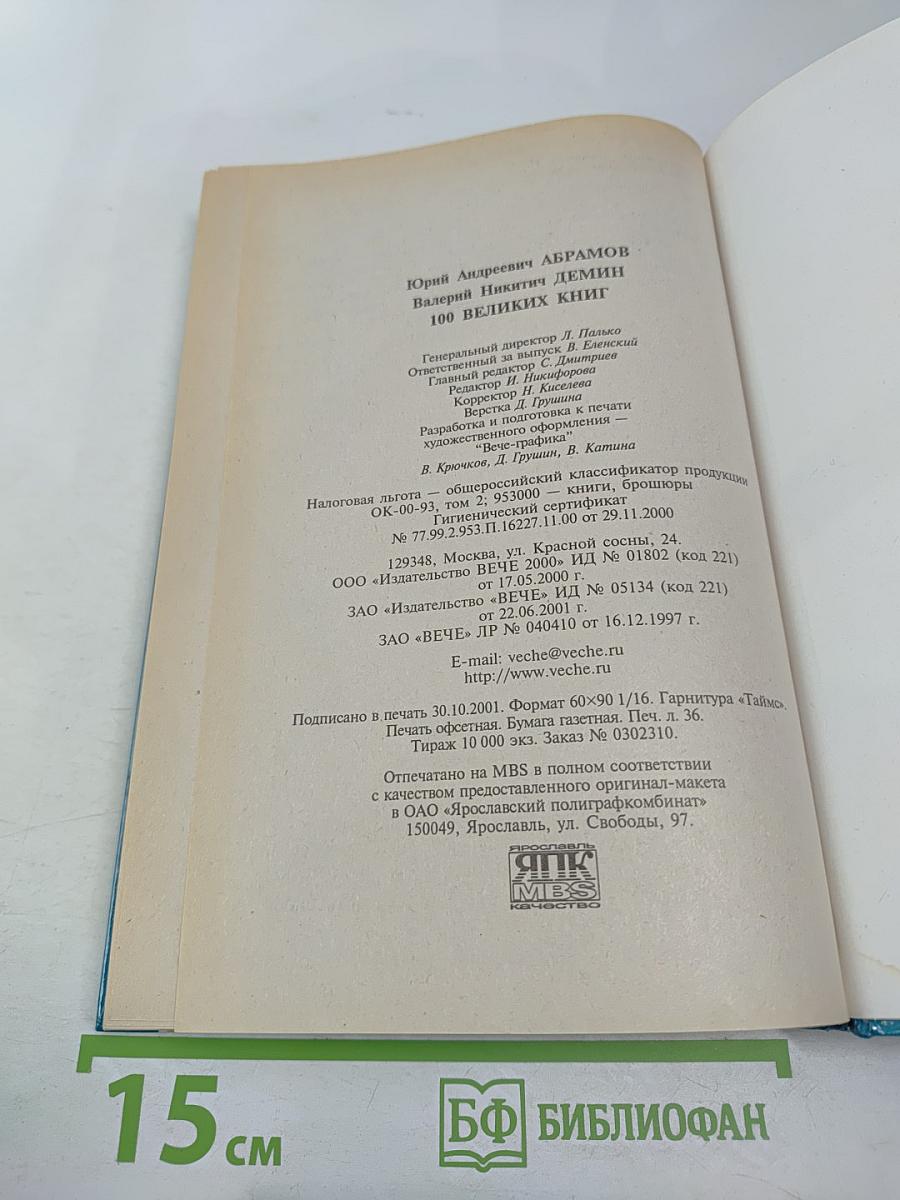 Юрий Андреевич АБРАМОВ
Валерий Никитич ДЕМИН
100 ВЕЛИКИХ КНИГ
Генеральный директор Л. Палько
Ответственный за выпуск В. Еленский
Главный редактор С. Дмитриев
Редактор И. Никифорова
Корректор Н. Киселева
Верстка Д. Грушина
Разработка и подготовка к печати
художественного оформления —
"Вече-графика"
В. Крючков, Д. Грушин, В. Катина
Налоговая льгота — общероссийский классификатор продукции
ОК-00-93, том 2; 953000 — книги, брошюры
Гигиенический сертификат
№ 77.99.2.953.П.16227.11.00 от 29.11.2000
129348, Москва, ул. Красной сосны, 24.
ООО «Издательство ВЕЧЕ 2000» ИД № 01802 (код 221)
от 17.05.2000 г.
ЗАО «Издательство «ВЕЧЕ» ИД № 05134 (код 221)
от 22.06.2001 г.
ЗАО «ВЕЧЕ» ЛР № 040410 от 16.12.1997 г.
E-mail: veche@veche.ru
http://www.veche.ru
Подписано в печать 30.10.2001. Формат 60×90 1/16. Гарнитура «Таймс».
Печать офсетная. Бумага газетная. Печ. л. 36.
Тираж 10 000 экз. Заказ № 0302310.
Отпечатано на MBS в полном соответствии
с качеством предоставленного оригинал-макета
в ОАО «Ярославский полиграфкомбинат»
150049, Ярославль, ул. Свободы, 97.
ЯРОСЛАВЛЬ
ЯПК
MBS
КАЧЕСТВО
15 см
БФ БИБЛИОФАН